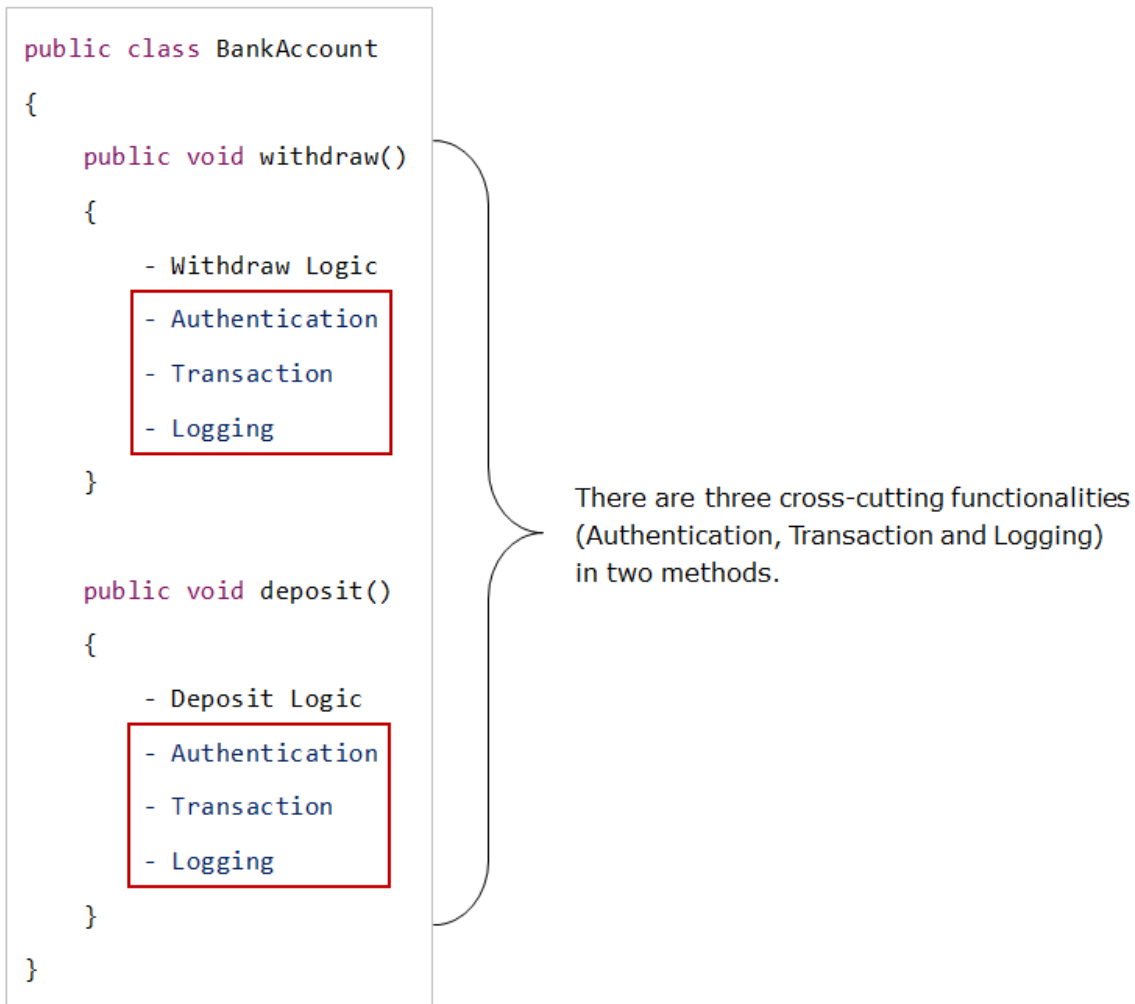 public class BankAccount
{
public void withdraw()
{
- Withdraw Logic
- Authentication
- Transaction
- Logging
}
public void deposit()
{
- Deposit Logic
- Authentication
- Transaction
- Logging
}
}
There are three cross-cutting functionalities
(Authentication, Transaction and Logging)
in two methods.